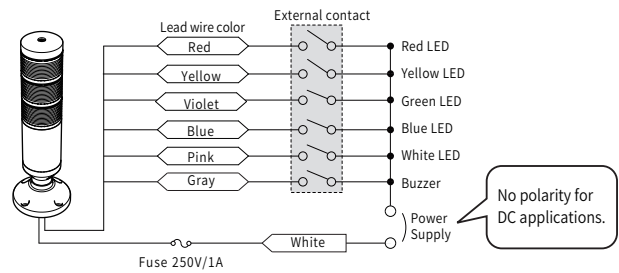 External contact
Lead wire color
Red
Red LED
Yellow
Yellow LED
Violet
Green LED
Blue
Blue LED
Pink
White LED
Gray
Buzzer
No polarity for
DC applications.
Power
Supply
White
Fuse 250V/1A